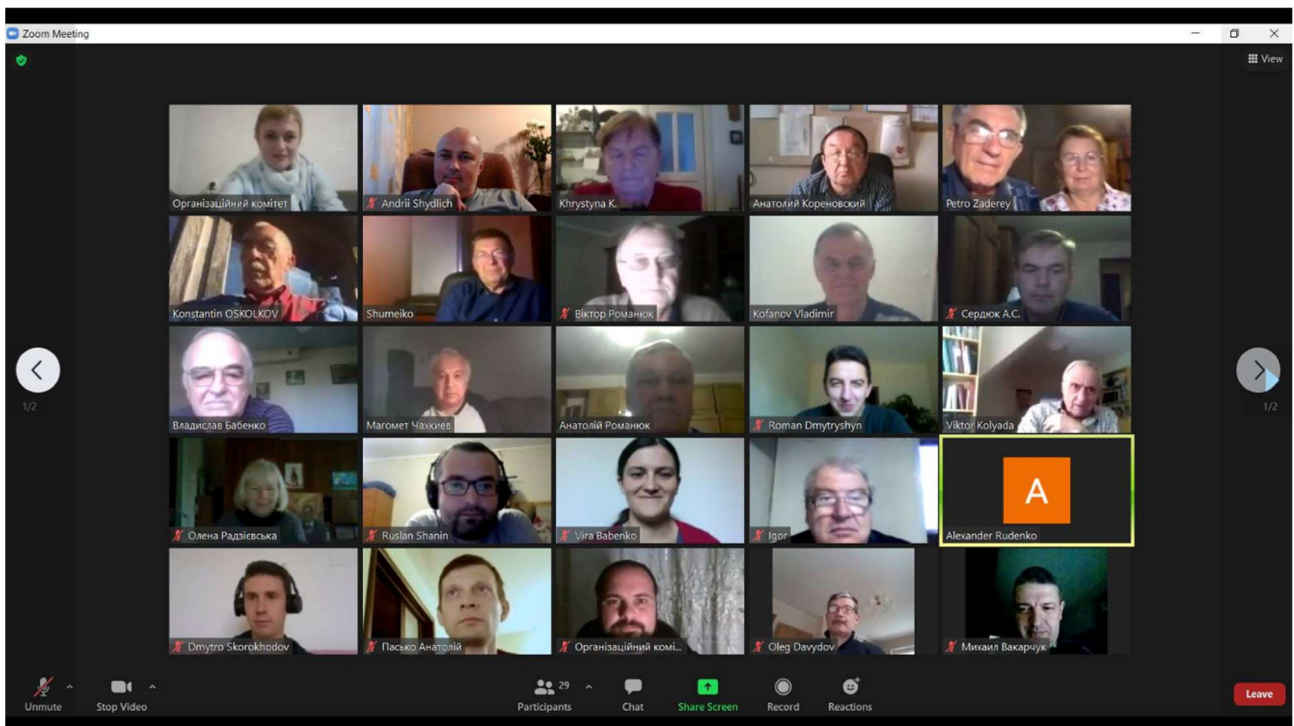 Zoom Meeting
View
Організаційний комітет
Andrii Shydlich
Khrystyna K.
Анатолий Кореновский
Petro Zaderey
Konstantin OSKOLKOV
Shumeiko
Віктор Романюк
Kofanov Vladimir
Сердюк А.С.
Владислав Бабенко
Магомет Чахкиев
Анатолій Романюк
Roman Dmytryshyn
Viktor Kolyada
1/2
1/2
Олена Радзієвська
Ruslan Shanin
Vira Babenko
Igor
A
Alexander Rudenko
Dmytro Skorokhodov
Пасько Анатолій
Організаційний комі...
Oleg Davydov
Михаил Вакарчук
Unmute
Stop Video
29
Participants
Chat
Share Screen
Record
Reactions
Leave